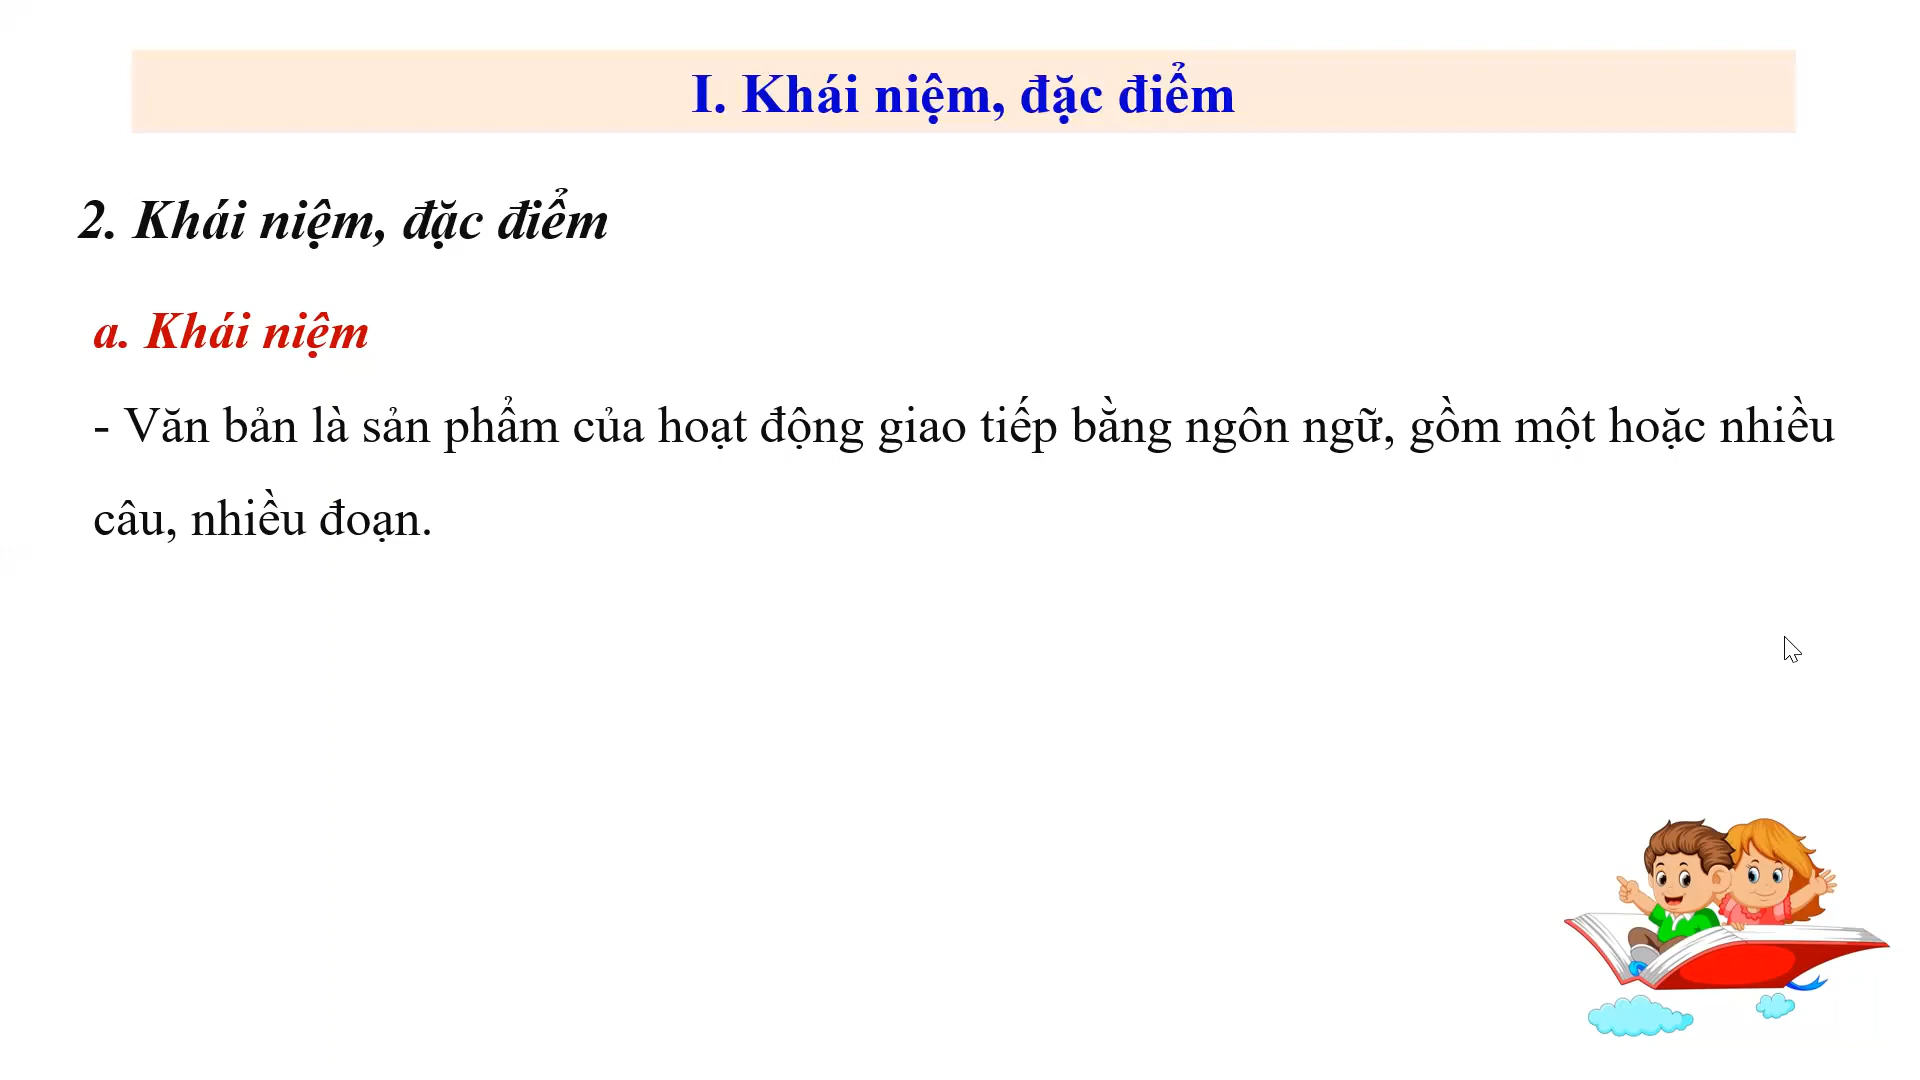 I. Khái niệm, đặc điểm
2. Khái niệm, đặc điểm
a. Khái niệm
- Văn bản là sản phẩm của hoạt động giao tiếp bằng ngôn ngữ, gồm một hoặc nhiều
câu, nhiều đoạn.